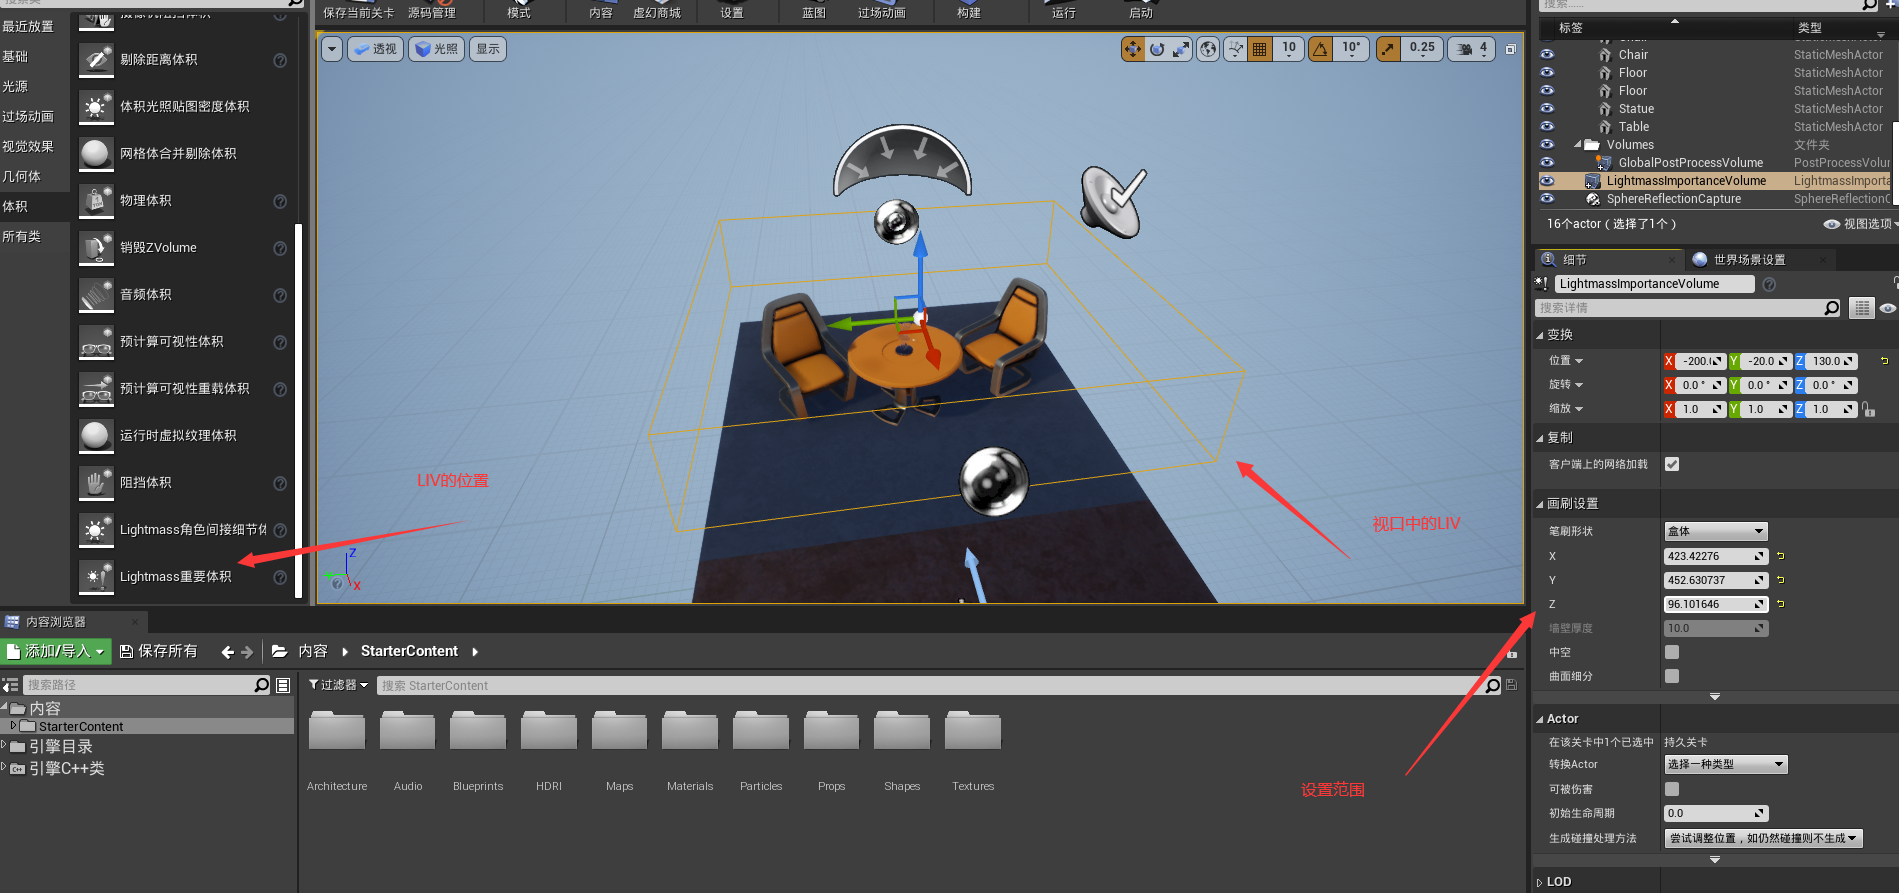 保存当前关卡
源码管理
模式
内容
虚幻商城
设置
蓝图
过场动画
构建
运行
启动
最近放置
基础
光源
过场动画
视觉效果
几何体
体积
所有类
剔除距离体积
体积光照贴图密度体积
网格体合并剔除体积
物理体积
销毁ZVolume
音频体积
预计算可视性体积
预计算可视性重载体积
运行时虚拟纹理体积
阻挡体积
Lightmass角色间接细节体
Lightmass重要体积
透视
光照
显示
10
10°
0.25
4
LIV的位置
视口中的LIV
设置范围
Z
X
标签
类型
Chair
StaticMeshActor
Floor
StaticMeshActor
Floor
StaticMeshActor
Statue
StaticMeshActor
Table
StaticMeshActor
Volumes
文件夹
GlobalPostProcessVolume
PostProcessVolur
LightmassImportanceVolume
LightmassImporta
SphereReflectionCapture
SphereReflectionC
16个actor（选择了1个）
视图选项
细节
世界场景设置
LightmassImportanceVolume
搜索详情
变换
位置
X -200.(
Y -20.0
Z 130.0
旋转
X 0.0 °
Y 0.0 °
Z 0.0 °
缩放
X 1.0
Y 1.0
Z 1.0
复制
客户端上的网络加载
画刷设置
笔刷形状
盒体
X
423.42276
Y
452.630737
Z
96.101646
墙壁厚度
10.0
中空
曲面细分
Actor
在该关卡中1个已选中
持久关卡
转换Actor
选择一种类型
可被伤害
初始生命周期
0.0
生成碰撞处理方法
尝试调整位置，如仍然碰撞则不生成
LOD
内容浏览器
添加/导入
保存所有
内容
StarterContent
搜索路径
过滤器
搜索 StarterContent
内容
StarterContent
引擎目录
引擎C++类
Architecture
Audio
Blueprints
HDRI
Maps
Materials
Particles
Props
Shapes
Textures